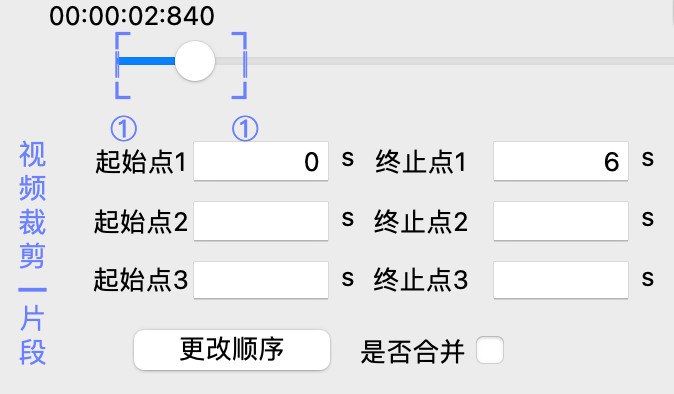 00:00:02:840
① ①
起始点1 0 s 终止点1 6 s
起始点2 s 终止点2 s
起始点3 s 终止点3 s
更改顺序 是否合并
视频裁剪一片段